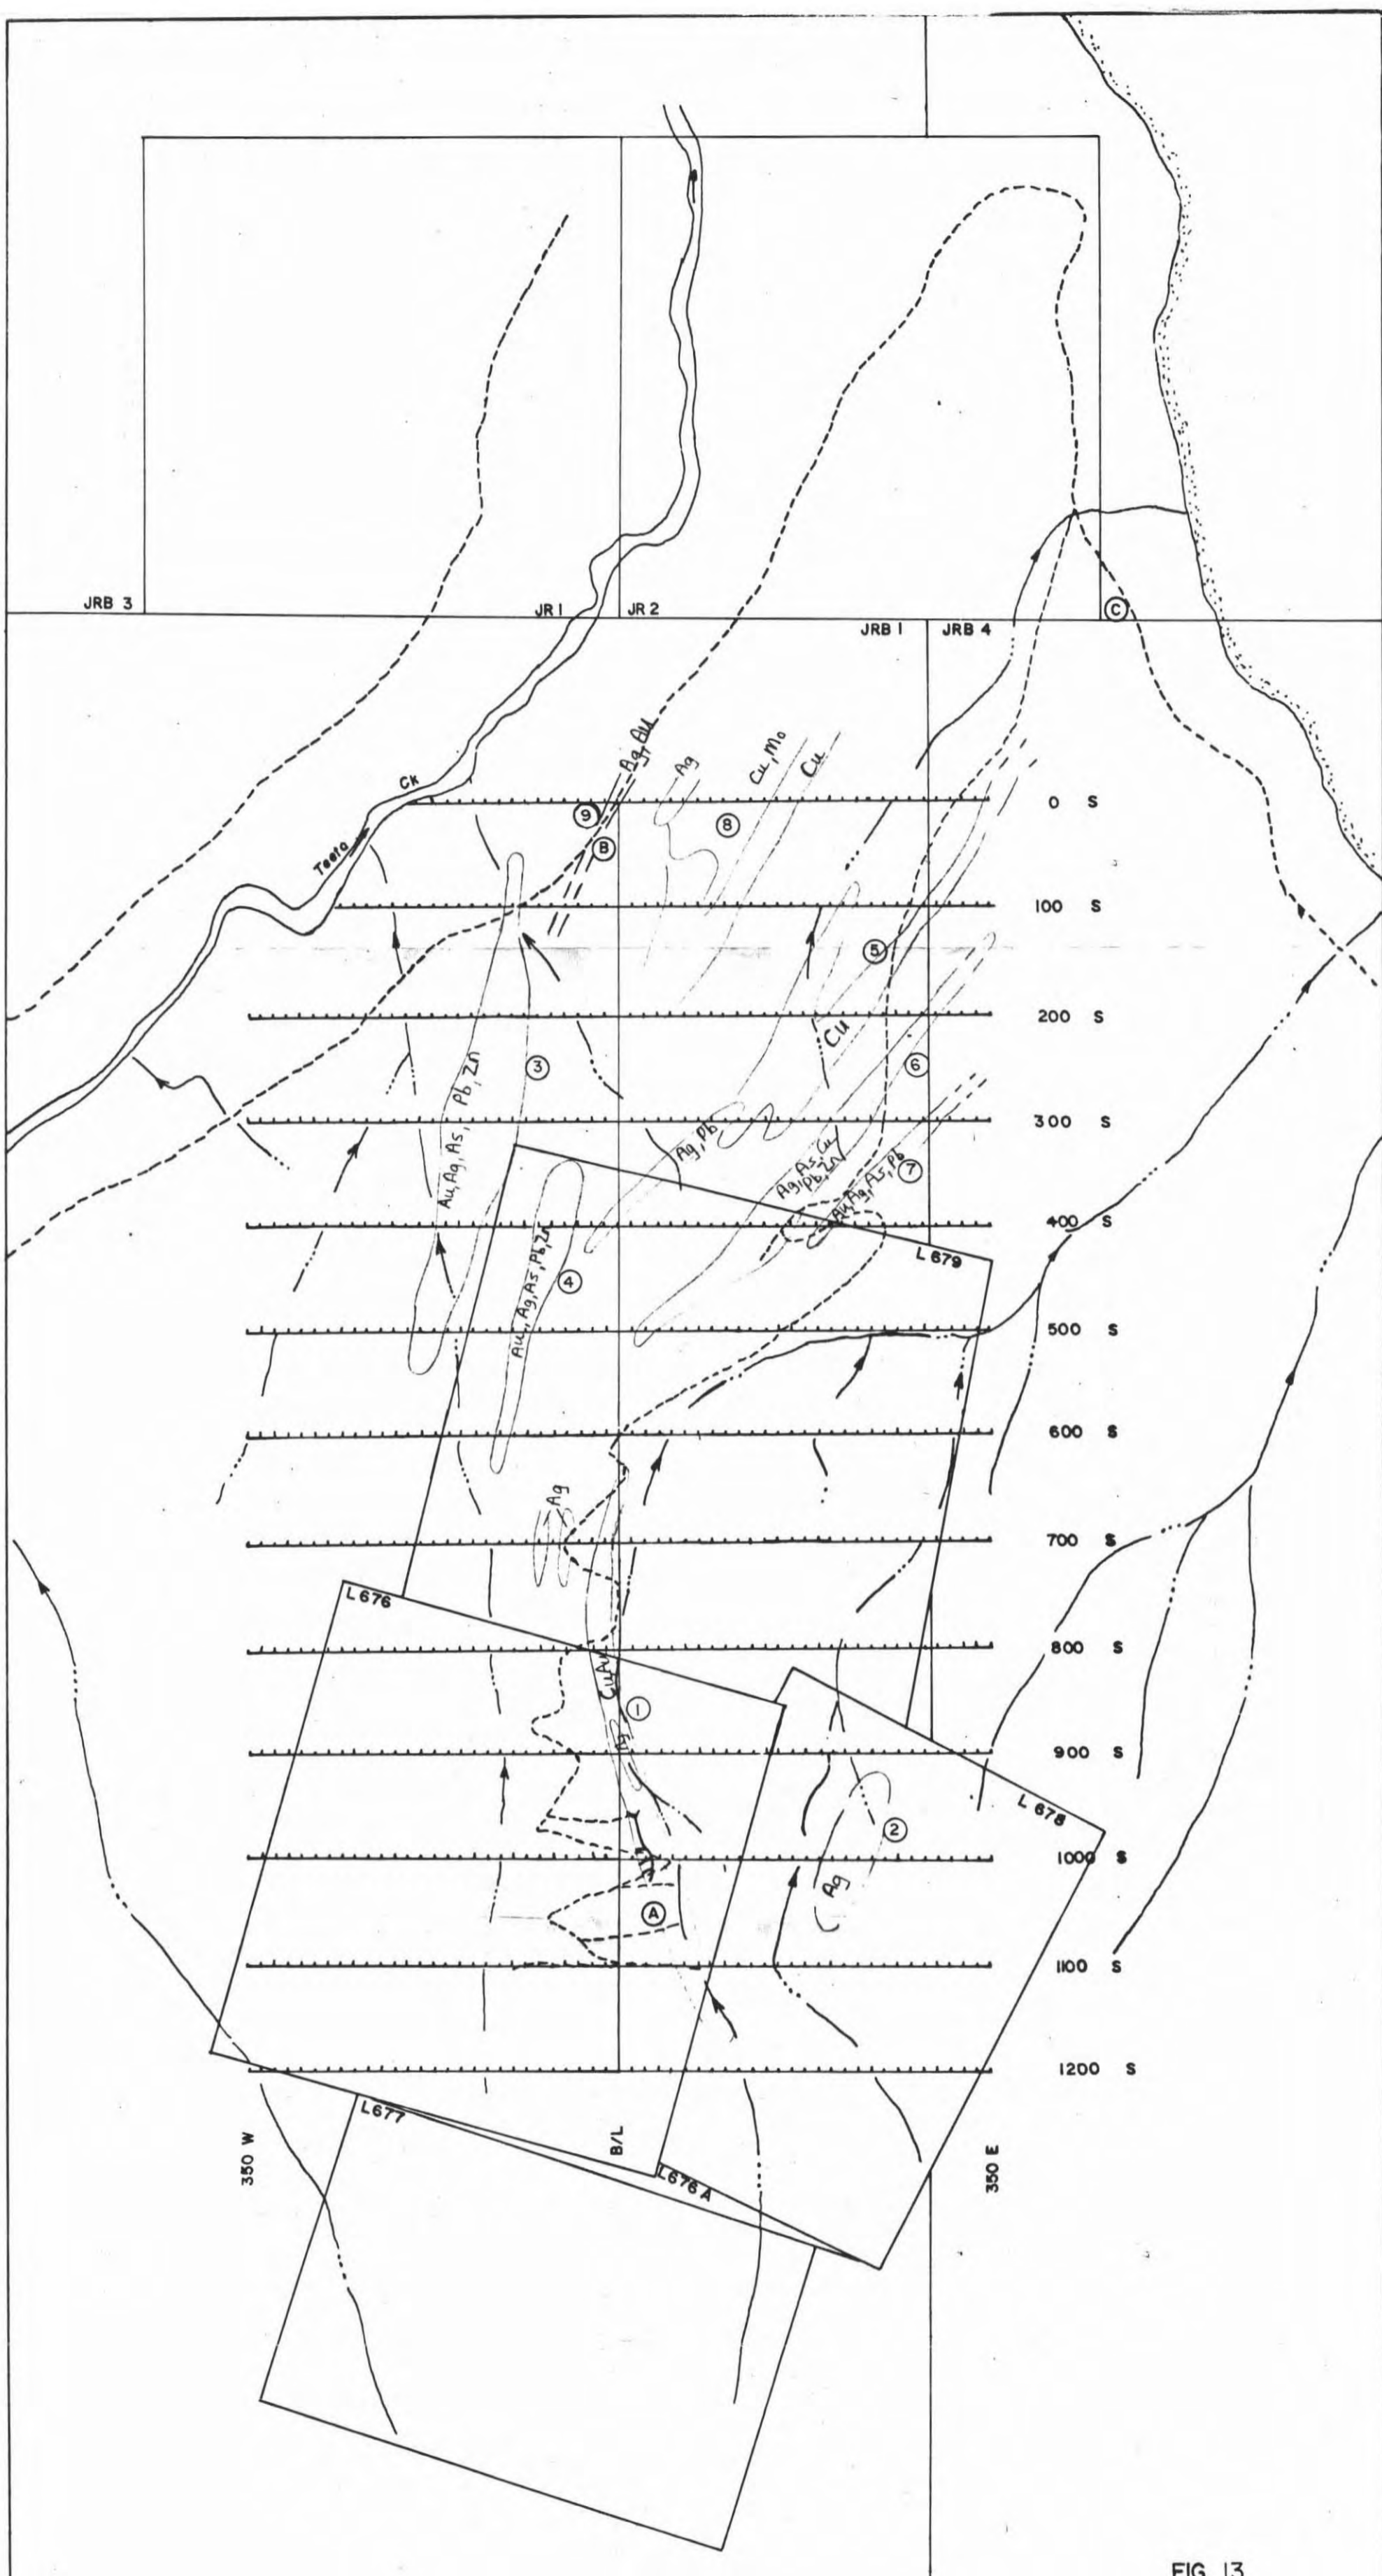 JRB 3
JR 1
JR 2
JRB 1
JRB 4
C
Teeta Ck
Ag, Au
Ag
Cu, Mo
Cu
9
B
8
0 S
100 S
5
200 S
Cu
3
6
Au, Ag, As, Pb, Zn
300 S
Ag, Pb
Ag, As, Cu
Pb, Zn
Au, Ag, As, Pb
7
400 S
L 679
Au, Ag, As, Pb, Zn
4
500 S
600 S
Ag
700 S
L 676
800 S
Cu Au
1
Ag
900 S
L 678
2
1000 S
Ag
A
1100 S
1200 S
L677
350 W
B/L
L676 A
350 E
FIG. 13